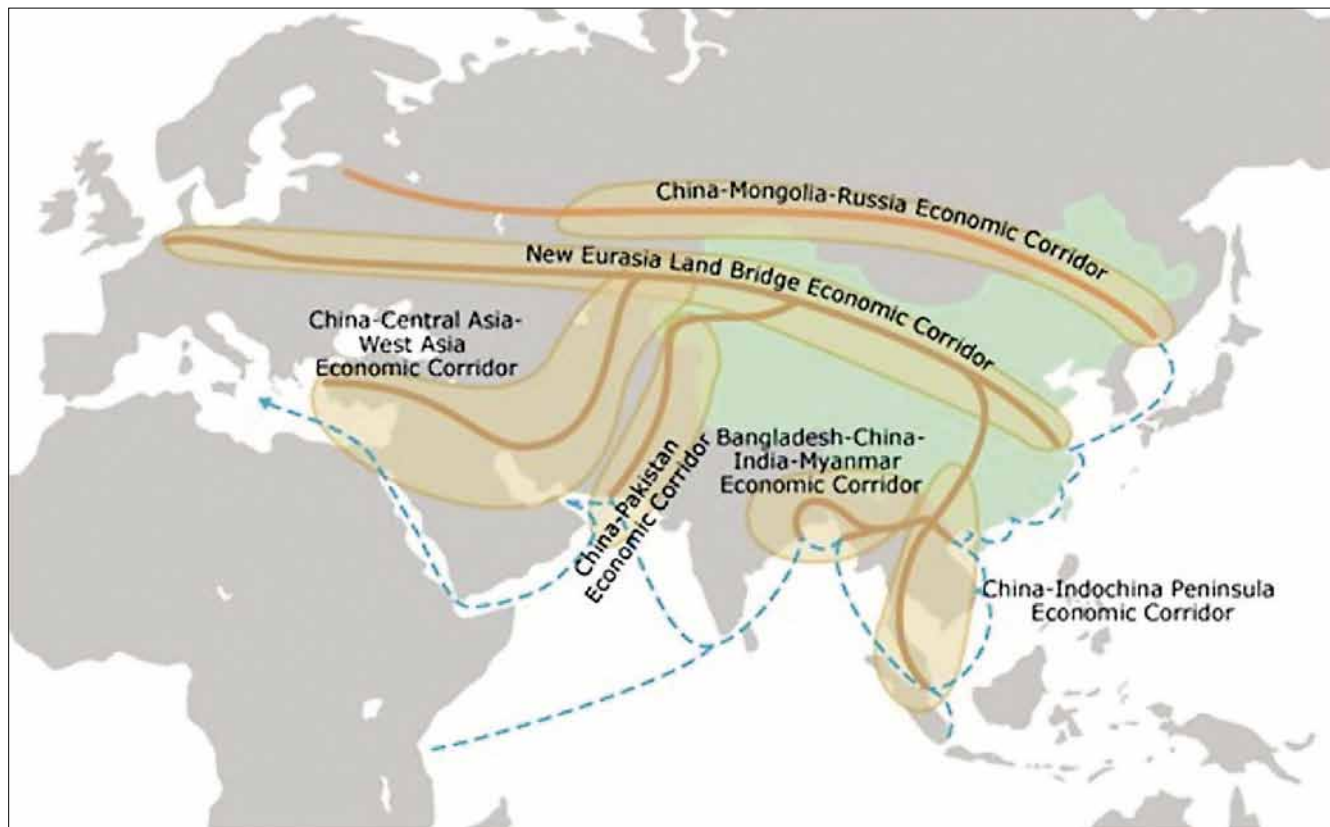 China-Mongolia-Russia Economic Corridor
New Eurasia Land Bridge Economic Corridor
China-Central Asia-
West Asia
Economic Corridor
China-Pakistan
Economic Corridor
Bangladesh-China-
India-Myanmar
Economic Corridor
China-Indochina Peninsula
Economic Corridor